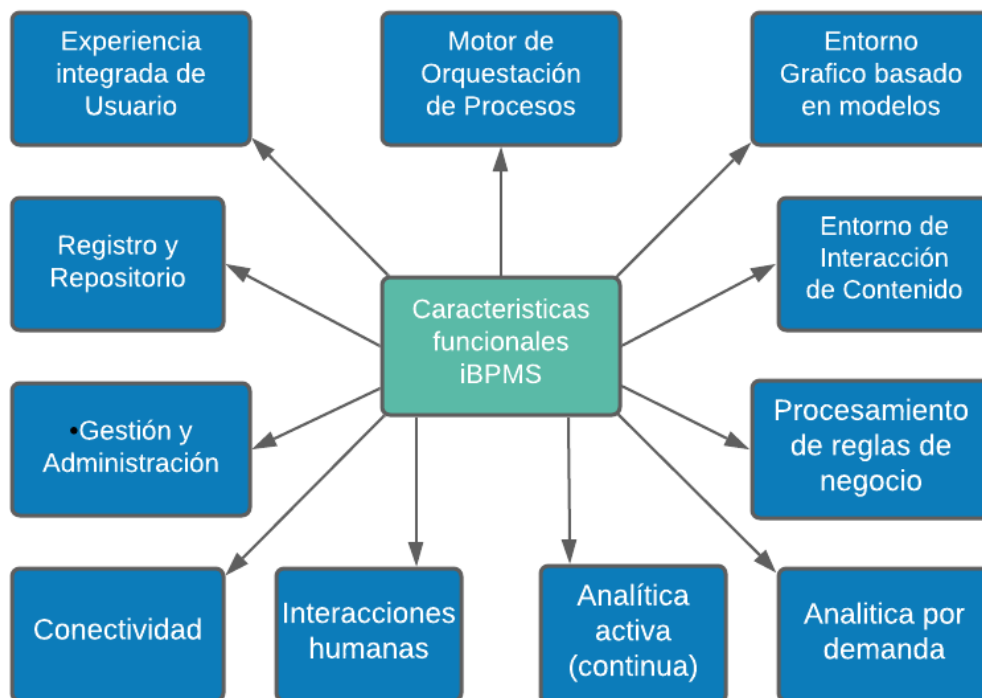 Experiencia
integrada de
Usuario
Motor de
Orquestación
de Procesos
Entorno
Grafico basado
en modelos
Registro y
Repositorio
Entorno de
Interacción
de Contenido
Caracteristicas
funcionales
iBPMS
•Gestión y
Administración
Procesamiento
de reglas de
negocio
Conectividad
Interacciones
humanas
Analítica
activa
(continua)
Analitica por
demanda